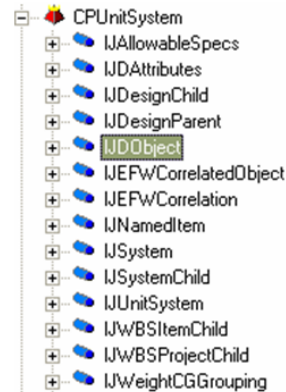 CPUnitSystem
IJAllowableSpecs
IJDAttributes
IJDesignChild
IJDesignParent
IJDObject
IJEFWCorrelatedObject
IJEFWCorrelation
IJNamedItem
IJSystem
IJSystemChild
IJUnitSystem
IJWBSItemChild
IJWBSProjectChild
IJWeightCGGrouping